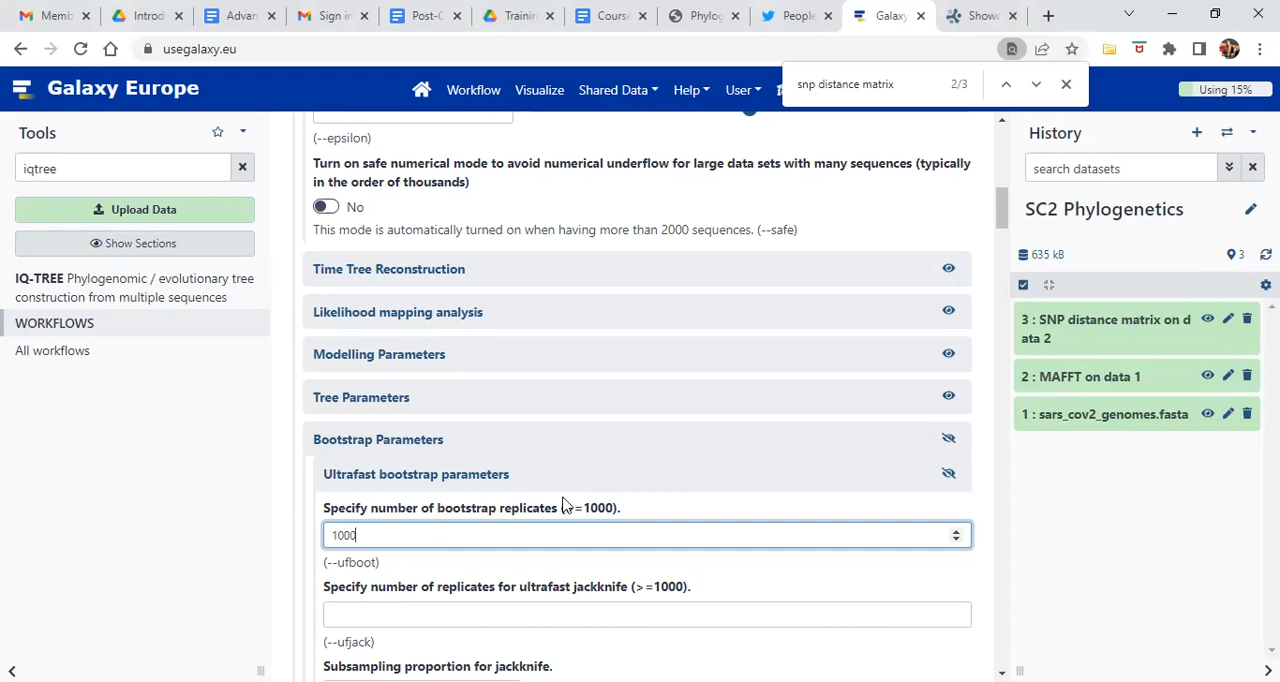 Memb
Introd
Advan
Sign in
Post-C
Trainin
Course
Phylog
People
Galaxy
Showc
usegalaxy.eu
snp distance matrix 2/3
Galaxy Europe
Workflow Visualize Shared Data Help User
Using 15%
Tools
iqtree
Upload Data
Show Sections
IQ-TREE Phylogenomic / evolutionary tree
construction from multiple sequences
WORKFLOWS
All workflows
(--epsilon)
Turn on safe numerical mode to avoid numerical underflow for large data sets with many sequences (typically
in the order of thousands)
No
This mode is automatically turned on when having more than 2000 sequences. (--safe)
Time Tree Reconstruction
Likelihood mapping analysis
Modelling Parameters
Tree Parameters
Bootstrap Parameters
Ultrafast bootstrap parameters
Specify number of bootstrap replicates (>=1000).
1000
(--ufboot)
Specify number of replicates for ultrafast jackknife (>=1000).
(--ufjack)
Subsampling proportion for jackknife.
History
search datasets
SC2 Phylogenetics
635 kB
3
3 : SNP distance matrix on d
ata 2
2 : MAFFT on data 1
1 : sars_cov2_genomes.fasta